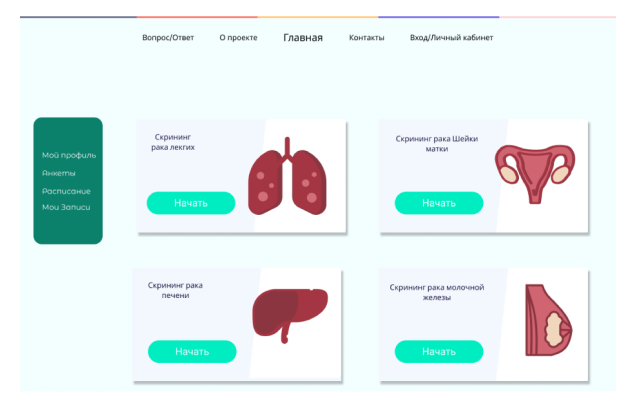 Вопрос/Ответ О проекте Главная Контакты Вход/Личный кабинет
Мой профиль
Анкеты
Расписание
Мои Записи
Скрининг
рака лекгих
Начать
Скрининг рака Шейки
матки
Начать
Скрининг рака
печени
Начать
Скрининг рака молочной
железы
Начать